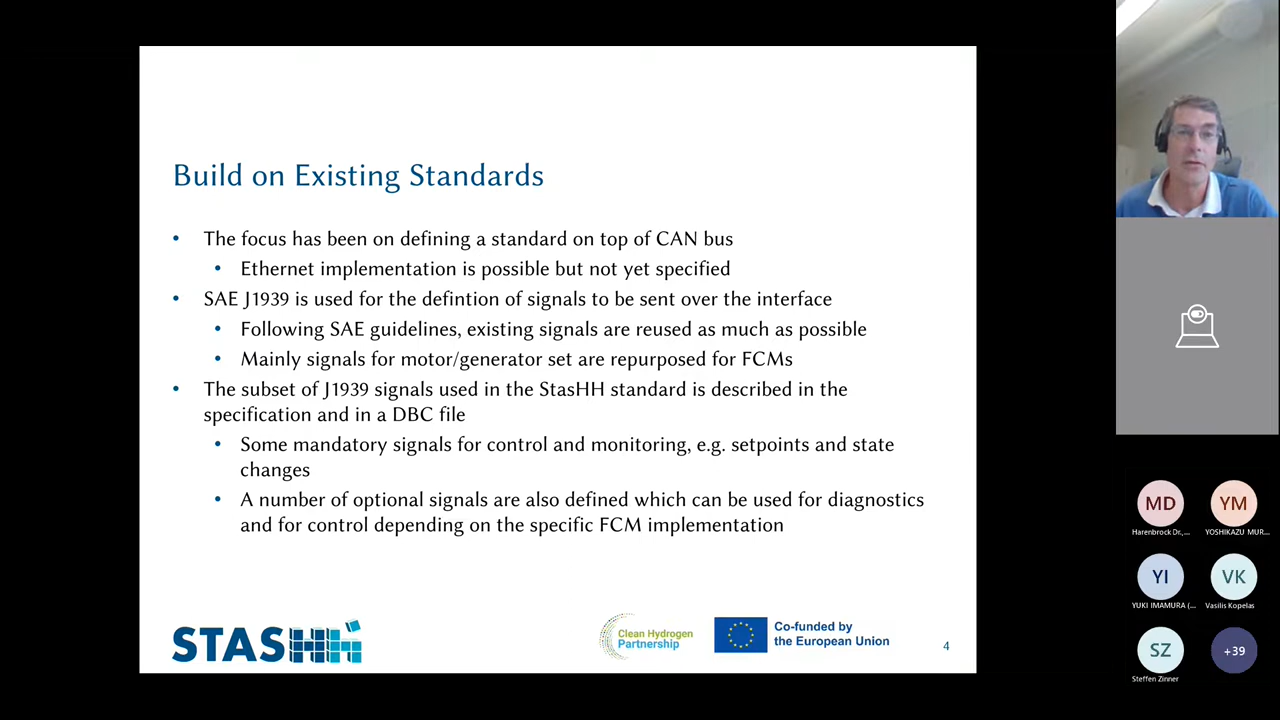 Build on Existing Standards
• The focus has been on defining a standard on top of CAN bus
• Ethernet implementation is possible but not yet specified
• SAE J1939 is used for the defintion of signals to be sent over the interface
• Following SAE guidelines, existing signals are reused as much as possible
• Mainly signals for motor/generator set are repurposed for FCMs
• The subset of J1939 signals used in the StasHH standard is described in the
specification and in a DBC file
• Some mandatory signals for control and monitoring, e.g. setpoints and state
changes
• A number of optional signals are also defined which can be used for diagnostics
and for control depending on the specific FCM implementation
STASHH
Clean Hydrogen
Partnership
Co-funded by
the European Union
4
MD
Harenbrock Dr.,...
YM
YOSHIKAZU MUR...
YI
YUKI IMAMURA (...
VK
Vasilis Kopelas
SZ
Steffen Zinner
+39